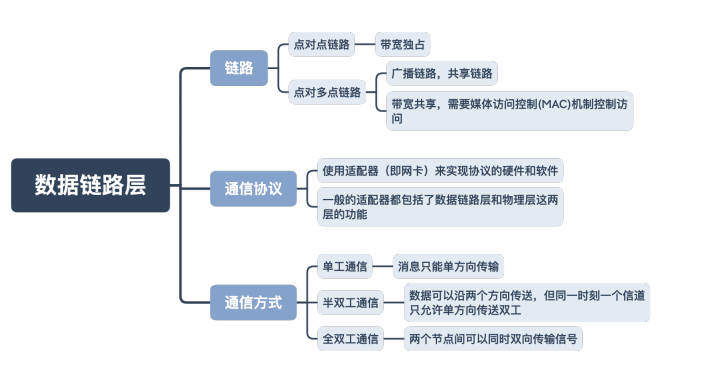 数据链路层
链路
点对点链路
带宽独占
点对多点链路
广播链路，共享链路
带宽共享，需要媒体访问控制(MAC)机制控制访
问
通信协议
使用适配器（即网卡）来实现协议的硬件和软件
一般的适配器都包括了数据链路层和物理层这两
层的功能
通信方式
单工通信
消息只能单方向传输
半双工通信
数据可以沿两个方向传送，但同一时刻一个信道
只允许单方向传送双工
全双工通信
两个节点间可以同时双向传输信号